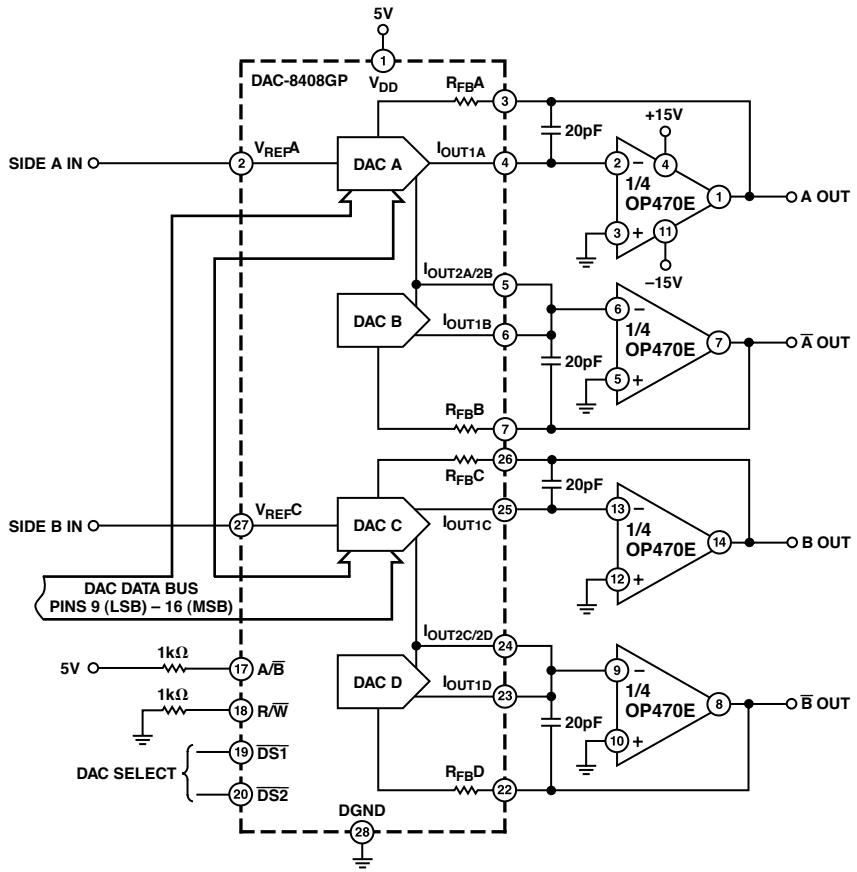 5V
1
DAC-8408GP
VDD
RFBA
3
+15V
20pF
SIDE A IN
2
VREFA
DAC A
IOUT1A
4
2
–
4
1/4
OP470E
1
A OUT
3
+
11
–15V
IOUT2A/2B
5
DAC B
IOUT1B
6
6
–
1/4
OP470E
7
A̅ OUT
20pF
5
+
RFBB
7
26
RFBC
20pF
SIDE B IN
27
VREFC
DAC C
IOUT1C
25
13
–
1/4
OP470E
14
B OUT
12
+
DAC DATA BUS
PINS 9 (LSB) – 16 (MSB)
IOUT2C/2D
24
5V
1kΩ
17
A/B̅
DAC D
IOUT1D
23
9
–
1/4
OP470E
8
B̅ OUT
1kΩ
18
R/W̅
20pF
10
+
DAC SELECT
19
D̅S̅1̅
20
D̅S̅2̅
RFBD
22
DGND
28